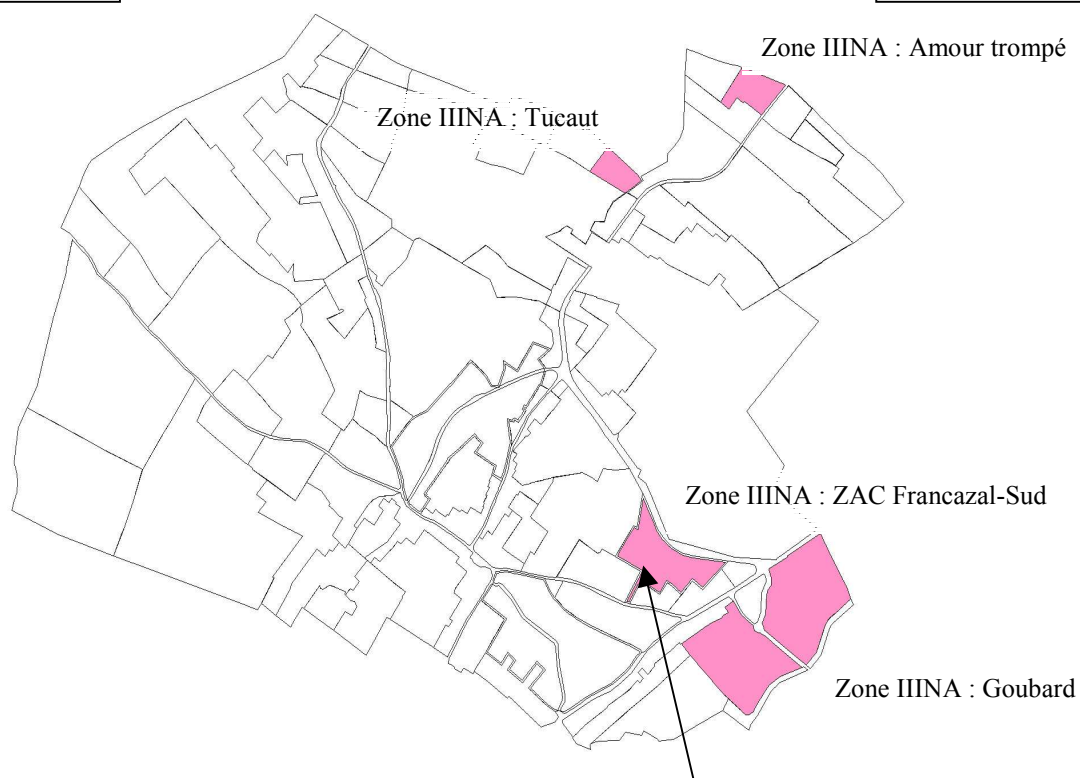 Zone IIINA : Amour trompé
Zone IIINA : Tucaut
Zone IIINA : ZAC Francazal-Sud
Zone IIINA : Goubard